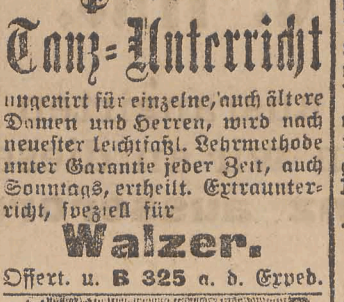 Tanz-Unterricht
ungenirt für einzelne, auch ältere
Damen und Herren, wird nach
neuester leichtfaßl. Lehrmethode
unter Garantie jeder Zeit, auch
Sonntags, ertheilt. Extraunter-
richt, speziell für
Walzer.
Offert. u. B 325 a. d. Exped.